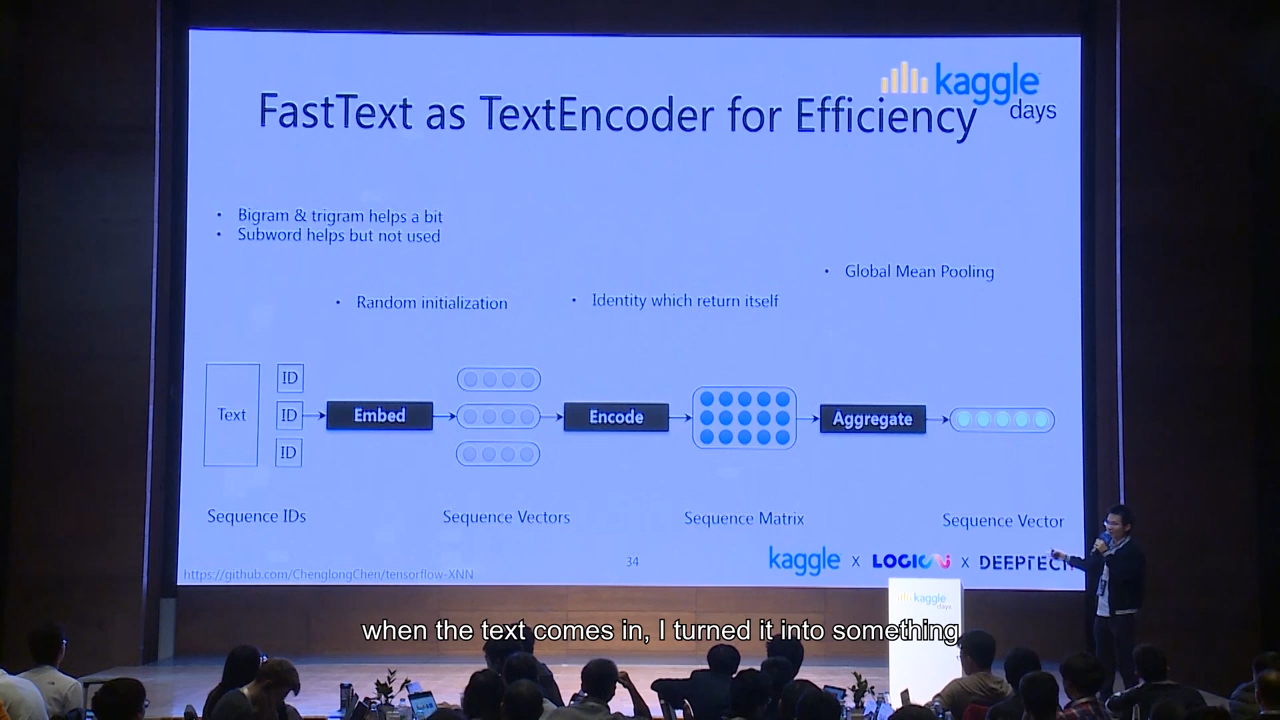 kaggle
days
FastText as TextEncoder for Efficiency
• Bigram & trigram helps a bit
• Subword helps but not used
• Global Mean Pooling
• Random initialization
• Identity which return itself
Text
ID
ID
ID
Embed
Encode
Aggregate
Sequence IDs
Sequence Vectors
Sequence Matrix
Sequence Vector
https://github.com/ChenglongChen/tensorflow-XNN
34
kaggle x LOGICAI x DEEPTECH
kaggle
days
when the text comes in, I turned it into something